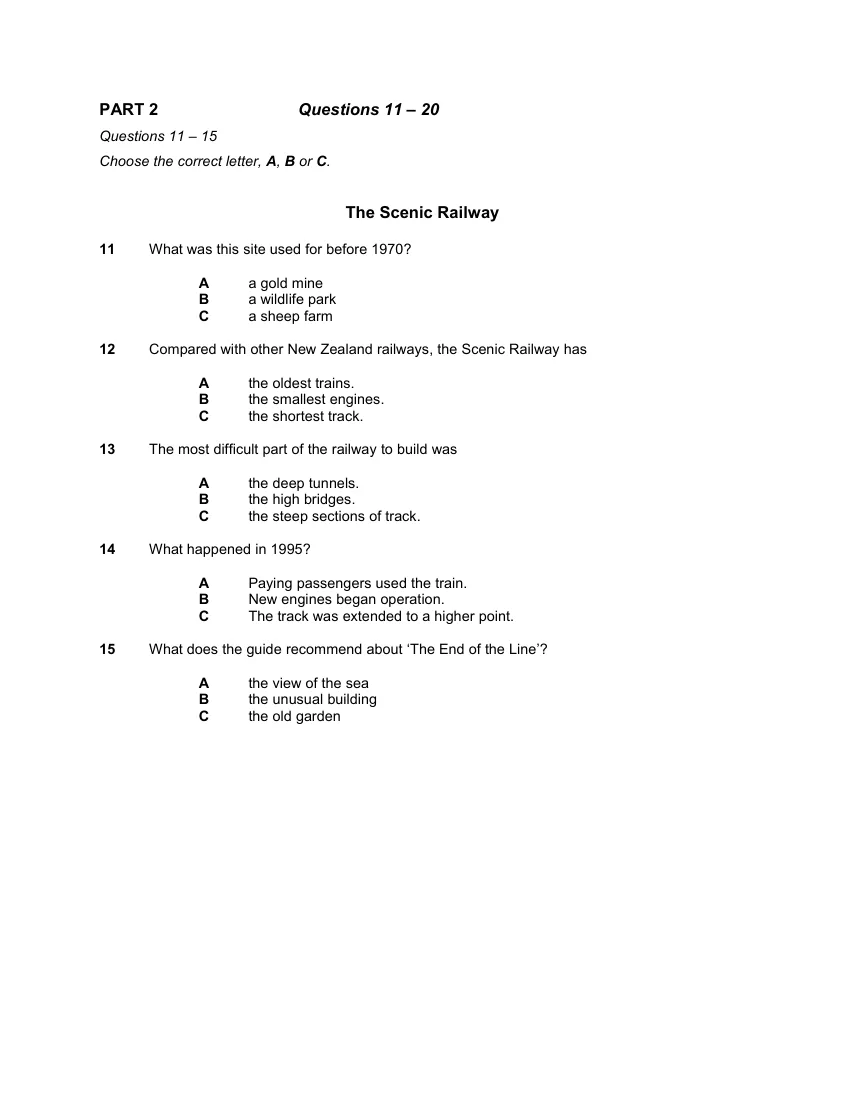 PART 2 Questions 11 – 20
Questions 11 – 15
Choose the correct letter, A, B or C.
The Scenic Railway
11 What was this site used for before 1970?
A a gold mine
B a wildlife park
C a sheep farm
12 Compared with other New Zealand railways, the Scenic Railway has
A the oldest trains.
B the smallest engines.
C the shortest track.
13 The most difficult part of the railway to build was
A the deep tunnels.
B the high bridges.
C the steep sections of track.
14 What happened in 1995?
A Paying passengers used the train.
B New engines began operation.
C The track was extended to a higher point.
15 What does the guide recommend about ‘The End of the Line’?
A the view of the sea
B the unusual building
C the old garden